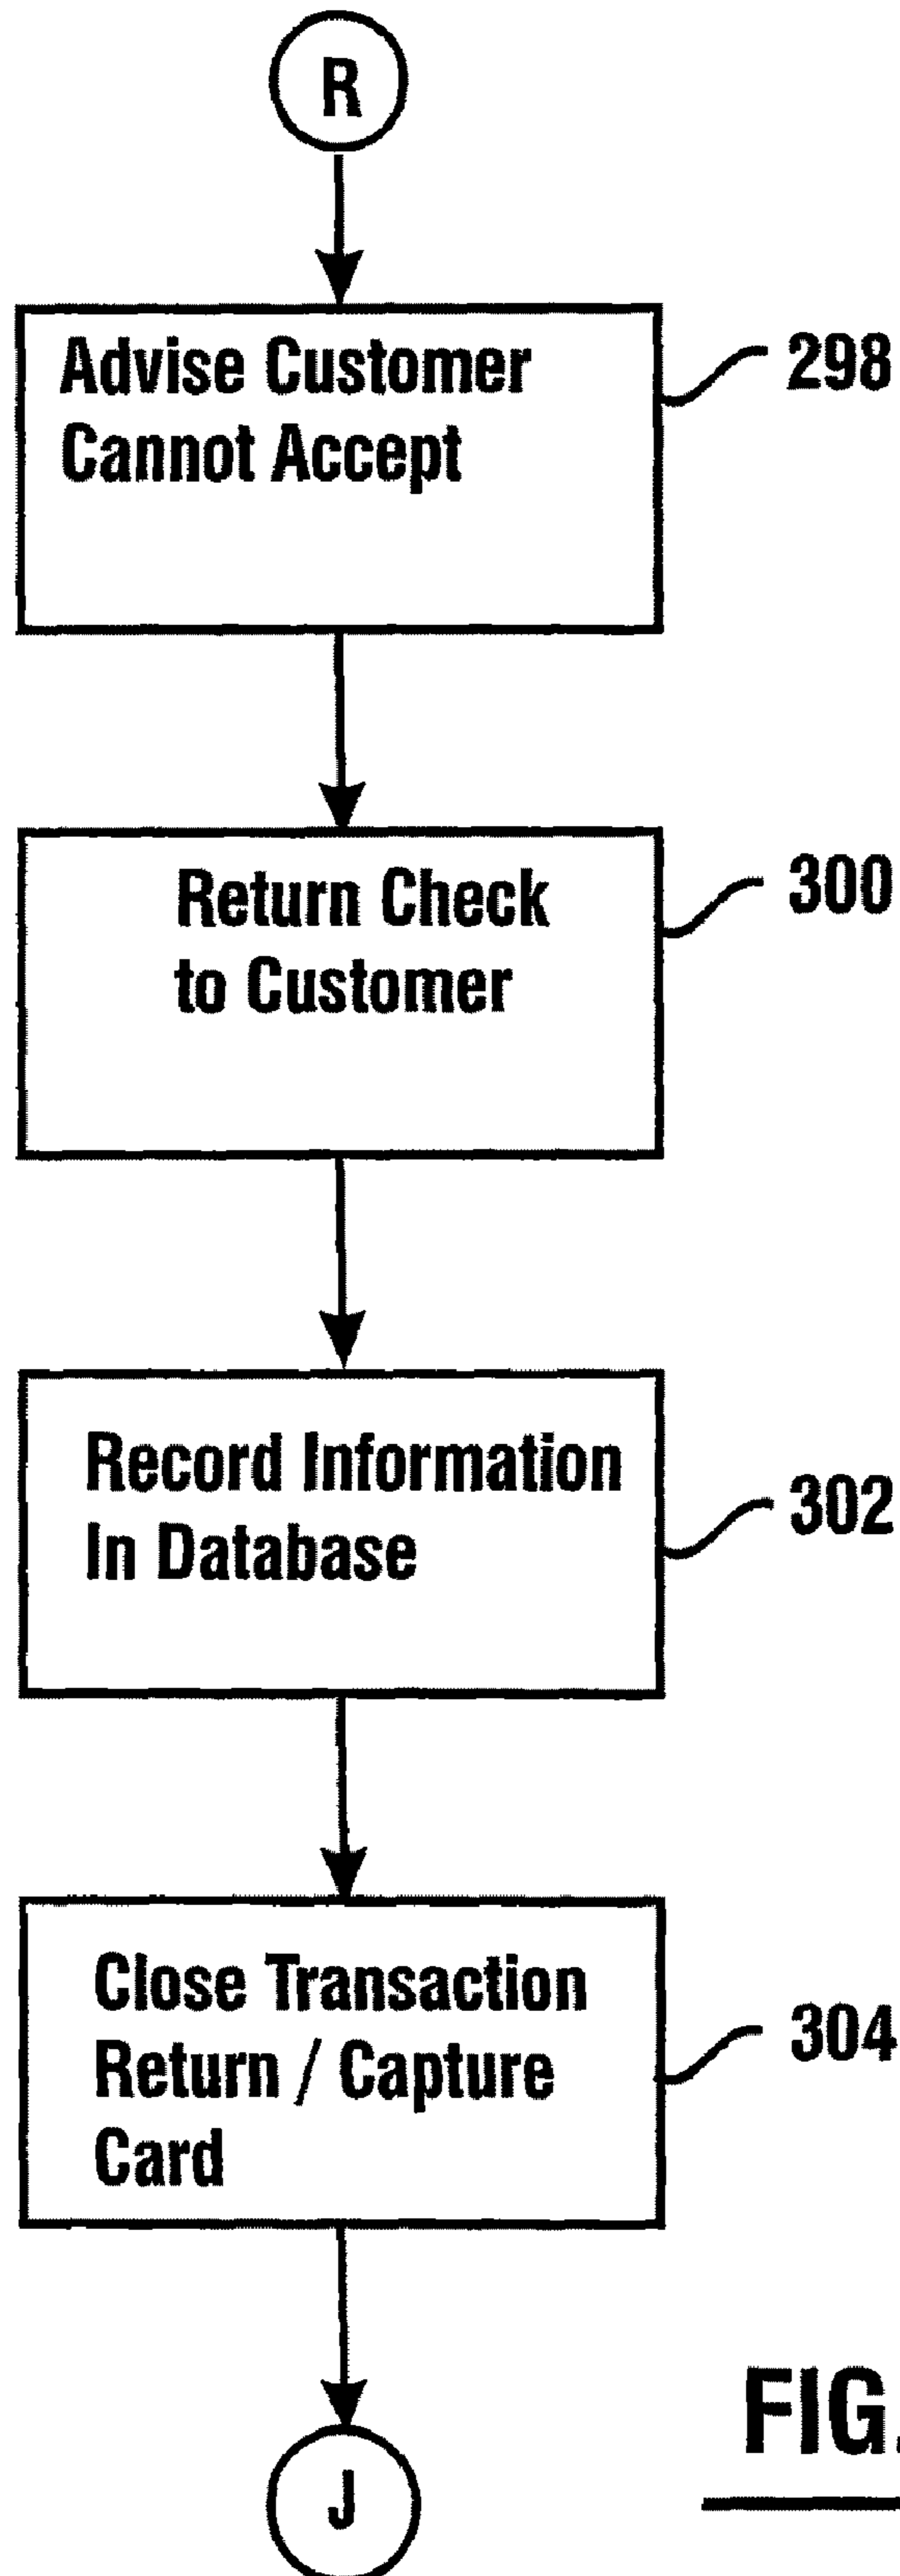 R
Advise Customer
Cannot Accept
298
Return Check
to Customer
300
Record Information
In Database
302
Close Transaction
Return / Capture
Card
304
FIG.
J